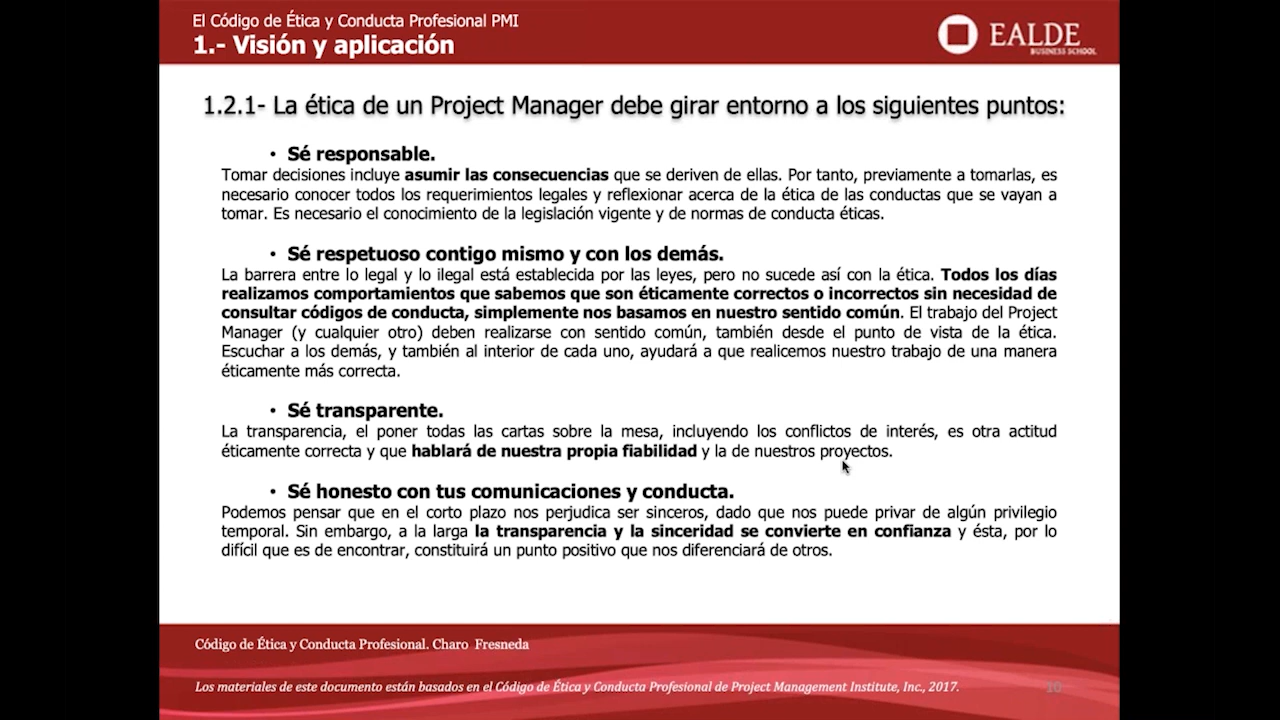 El Código de Ética y Conducta Profesional PMI
1.- Visión y aplicación
EALDE
BUSINESS SCHOOL
1.2.1- La ética de un Project Manager debe girar entorno a los siguientes puntos:
• Sé responsable.
Tomar decisiones incluye asumir las consecuencias que se deriven de ellas. Por tanto, previamente a tomarlas, es
necesario conocer todos los requerimientos legales y reflexionar acerca de la ética de las conductas que se vayan a
tomar. Es necesario el conocimiento de la legislación vigente y de normas de conducta éticas.
• Sé respetuoso contigo mismo y con los demás.
La barrera entre lo legal y lo ilegal está establecida por las leyes, pero no sucede así con la ética. Todos los días
realizamos comportamientos que sabemos que son éticamente correctos o incorrectos sin necesidad de
consultar códigos de conducta, simplemente nos basamos en nuestro sentido común. El trabajo del Project
Manager (y cualquier otro) deben realizarse con sentido común, también desde el punto de vista de la ética.
Escuchar a los demás, y también al interior de cada uno, ayudará a que realicemos nuestro trabajo de una manera
éticamente más correcta.
• Sé transparente.
La transparencia, el poner todas las cartas sobre la mesa, incluyendo los conflictos de interés, es otra actitud
éticamente correcta y que hablará de nuestra propia fiabilidad y la de nuestros proyectos.
• Sé honesto con tus comunicaciones y conducta.
Podemos pensar que en el corto plazo nos perjudica ser sinceros, dado que nos puede privar de algún privilegio
temporal. Sin embargo, a la larga la transparencia y la sinceridad se convierte en confianza y ésta, por lo
difícil que es de encontrar, constituirá un punto positivo que nos diferenciará de otros.
Código de Ética y Conducta Profesional. Charo Fresneda
Los materiales de este documento están basados en el Código de Ética y Conducta Profesional de Project Management Institute, Inc., 2017.
10